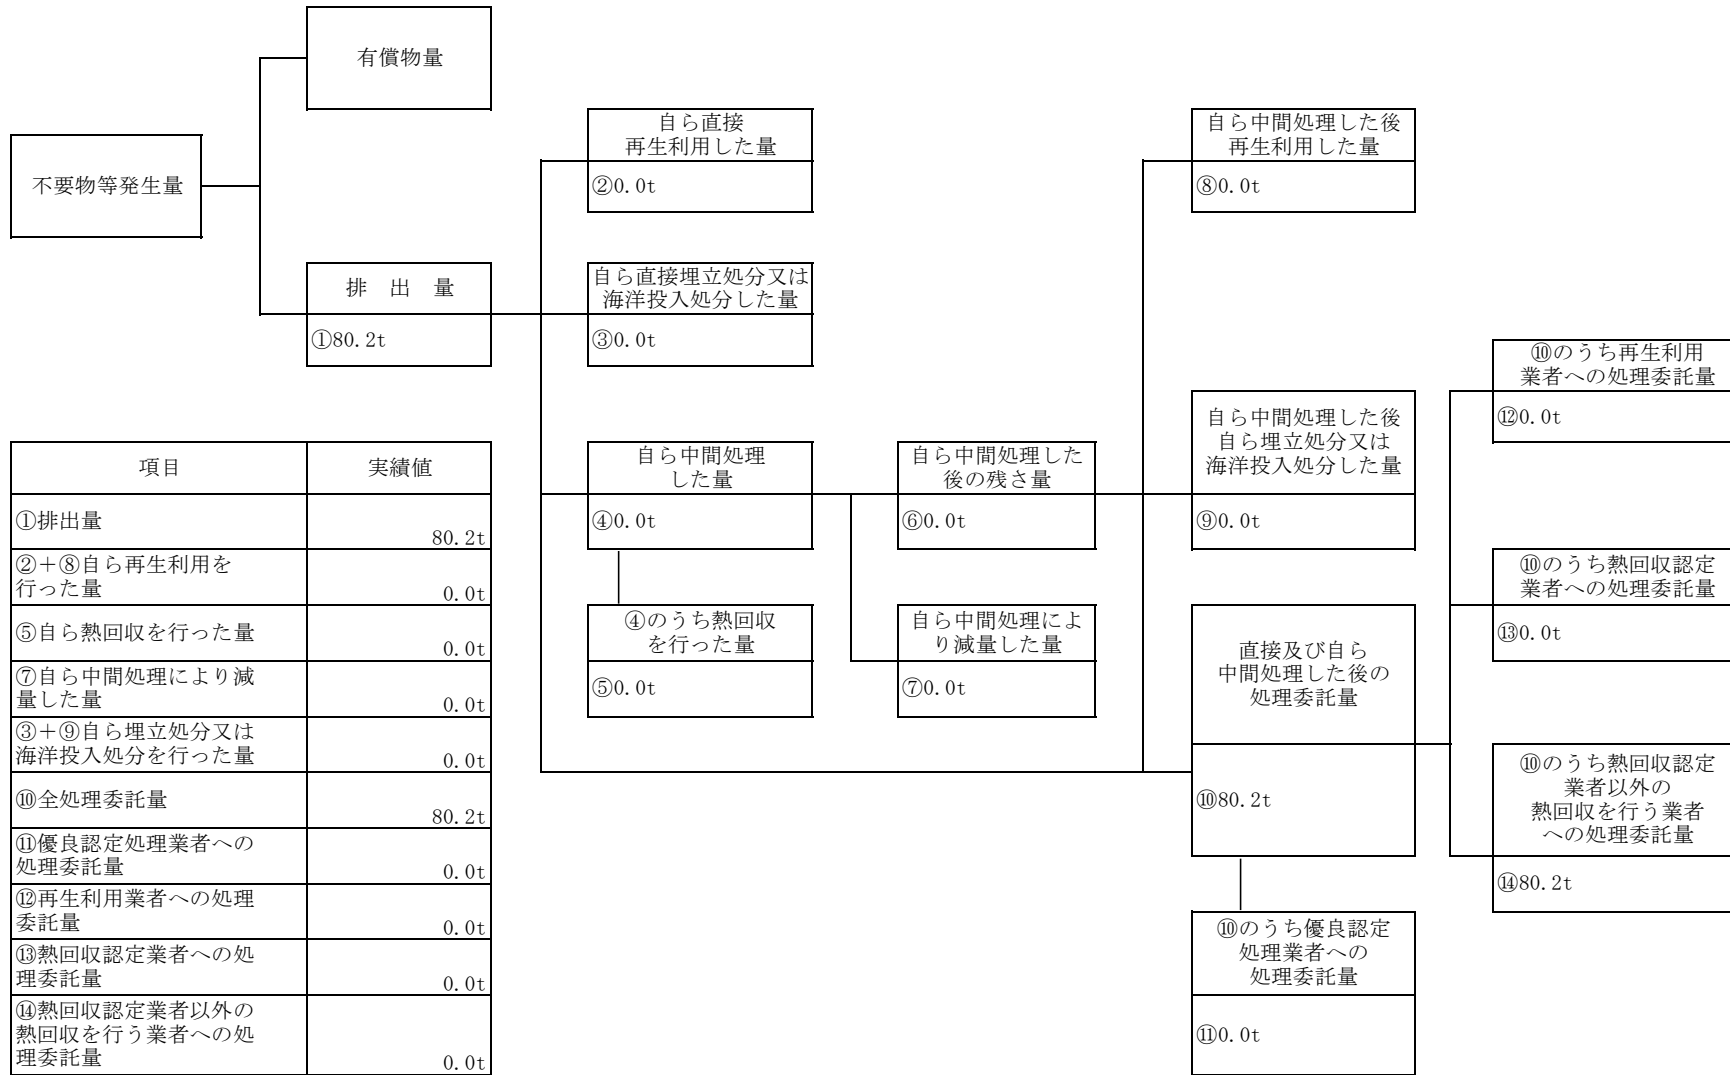 有償物量
不要物等発生量
排　出　量
①80.2t
自ら直接
再生利用した量
②0.0t
自ら直接埋立処分又は
海洋投入処分した量
③0.0t
自ら中間処理
した量
④0.0t
④のうち熱回収
を行った量
⑤0.0t
自ら中間処理した
後の残さ量
⑥0.0t
自ら中間処理によ
り減量した量
⑦0.0t
自ら中間処理した後
再生利用した量
⑧0.0t
自ら中間処理した後
自ら埋立処分又は
海洋投入処分した量
⑨0.0t
直接及び自ら
中間処理した後の
処理委託量
⑩80.2t
⑩のうち優良認定
処理業者への
処理委託量
⑪0.0t
⑩のうち再生利用
業者への処理委託量
⑫0.0t
⑩のうち熱回収認定
業者への処理委託量
⑬0.0t
⑩のうち熱回収認定
業者以外の
熱回収を行う業者
への処理委託量
⑭80.2t
項目
実績値
①排出量
80.2t
②＋⑧自ら再生利用を
行った量
0.0t
⑤自ら熱回収を行った量
0.0t
⑦自ら中間処理により減
量した量
0.0t
③＋⑨自ら埋立処分又は
海洋投入処分を行った量
0.0t
⑩全処理委託量
80.2t
⑪優良認定処理業者への
処理委託量
0.0t
⑫再生利用業者への処理
委託量
0.0t
⑬熱回収認定業者への処
理委託量
0.0t
⑭熱回収認定業者以外の
熱回収を行う業者への処
理委託量
0.0t